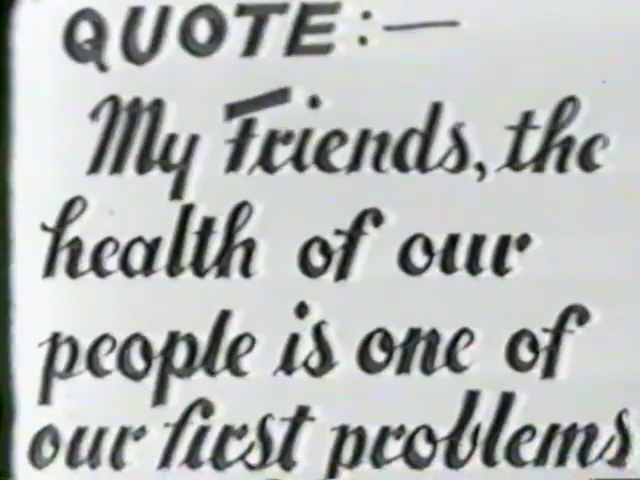 QUOTE:—
My Friends, the
health of our
people is one of
our first problems